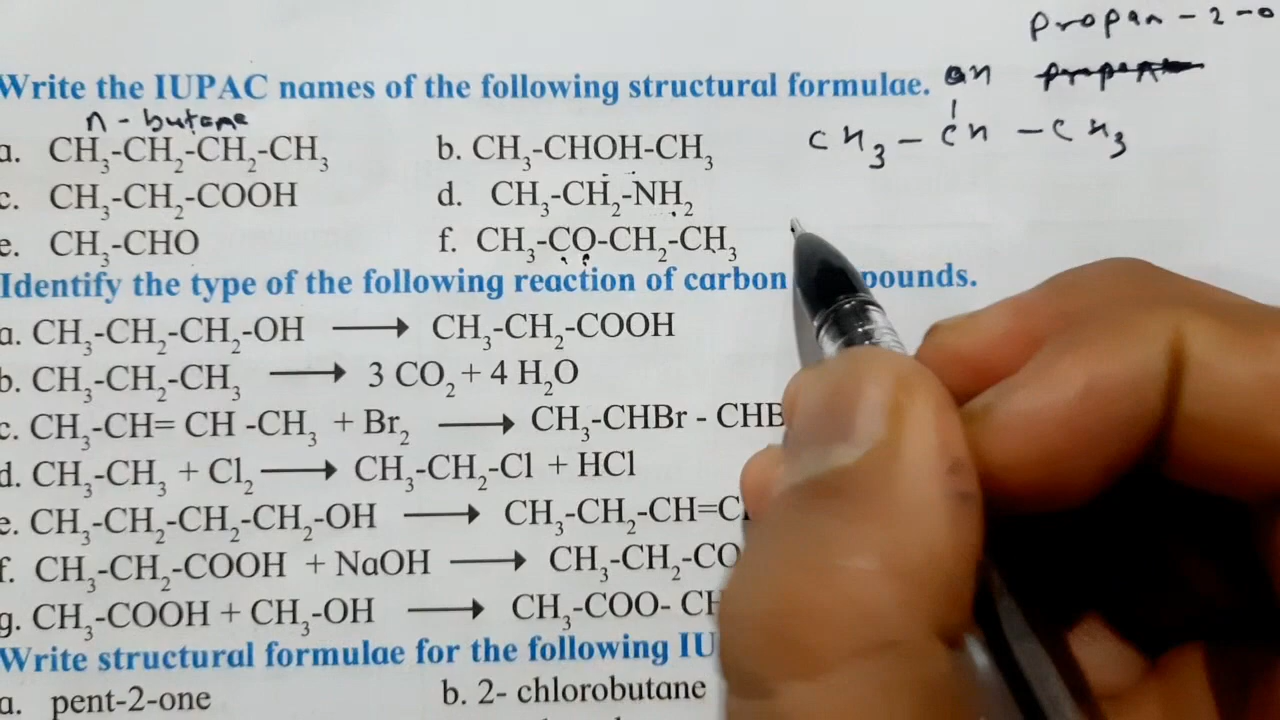 propan - 2 - o
Write the IUPAC names of the following structural formulae.
n - butane
a. CH₃-CH₂-CH₂-CH₃ b. CH₃-CHOH-CH₃
CH₃ - CH - CH₃
c. CH₃-CH₂-COOH d. CH₃-CH₂-NH₂
e. CH₃-CHO f. CH₃-CO-CH₂-CH₃
Identify the type of the following reaction of carbon pounds.
a. CH₃-CH₂-CH₂-OH ⟶ CH₃-CH₂-COOH
b. CH₃-CH₂-CH₃ ⟶ 3 CO₂ + 4 H₂O
c. CH₃-CH= CH -CH₃ + Br₂ ⟶ CH₃-CHBr - CHB
d. CH₃-CH₃ + Cl₂ ⟶ CH₃-CH₂-Cl + HCl
e. CH₃-CH₂-CH₂-CH₂-OH ⟶ CH₃-CH₂-CH=C
f. CH₃-CH₂-COOH + NaOH ⟶ CH₃-CH₂-CO
g. CH₃-COOH + CH₃-OH ⟶ CH₃-COO- CH
Write structural formulae for the following IU
a. pent-2-one b. 2- chlorobutane